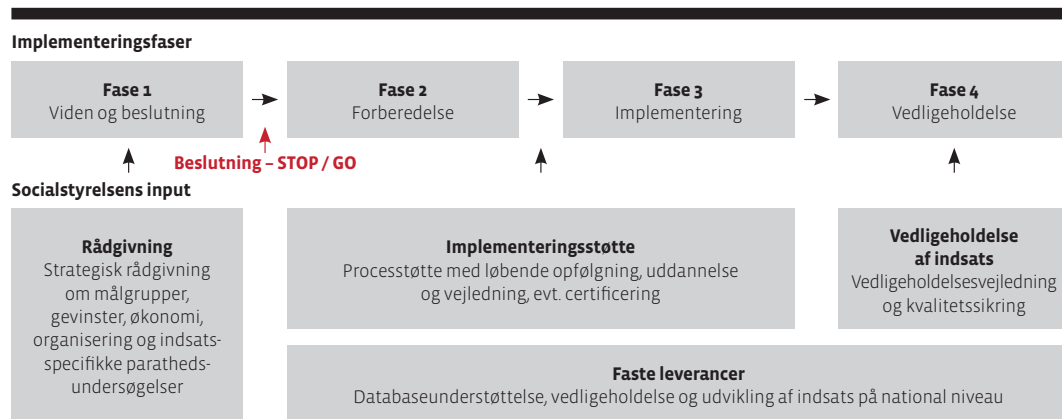 Implementeringsfaser
Fase 1
Viden og beslutning
Fase 2
Forberedelse
Fase 3
Implementering
Fase 4
Vedligeholdelse
Beslutning – STOP / GO
Socialstyrelsens input
Rådgivning
Strategisk rådgivning
om målgrupper,
gevinster, økonomi,
organisering og indsats-
specifikke paratheds-
undersøgelser
Implementeringsstøtte
Processtøtte med løbende opfølgning, uddannelse
og vejledning, evt. certificering
Vedligeholdelse
af indsats
Vedligeholdelsesvejledning
og kvalitetssikring
Faste leverancer
Databaseunderstøttelse, vedligeholdelse og udvikling af indsats på national niveau